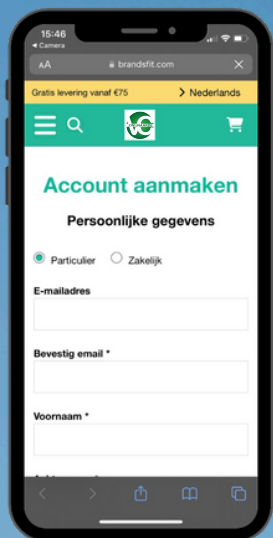 15:46
◂ Camera
AA brandsfit.com
Gratis levering vanaf €75 > Nederlands
Account aanmaken
Persoonlijke gegevens
Particulier Zakelijk
E-mailadres
Bevestig email *
Voornaam *